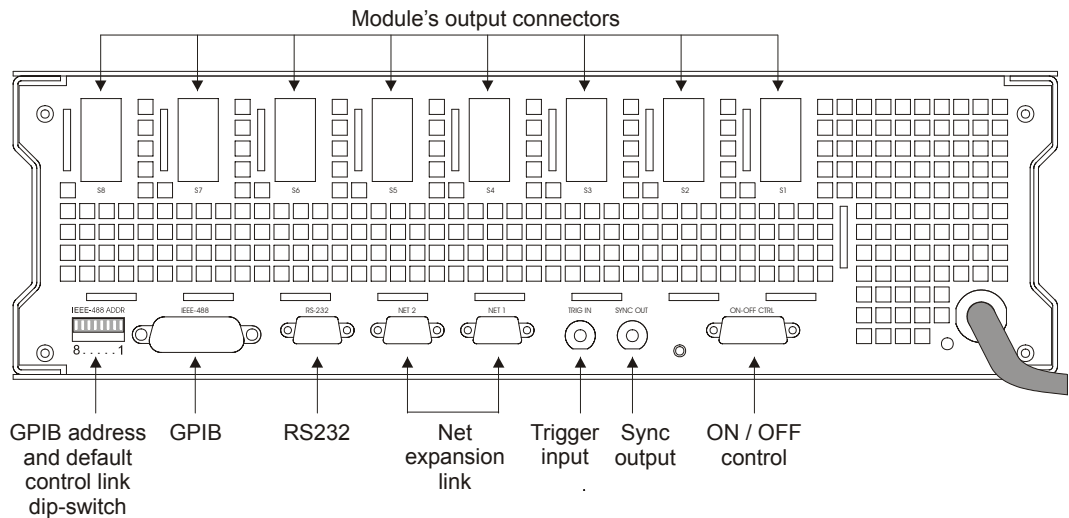 Module's output connectors
S8 S7 S6 S5 S4 S3 S2 S1
IEEE-488 ADDR IEEE-488 RS-232 NET 2 NET 1 TRIG IN SYNC OUT ON-OFF CTRL
8.....1
GPIB address
and default
control link
dip-switch
GPIB
RS232
Net
expansion
link
Trigger
input
Sync
output
ON / OFF
control